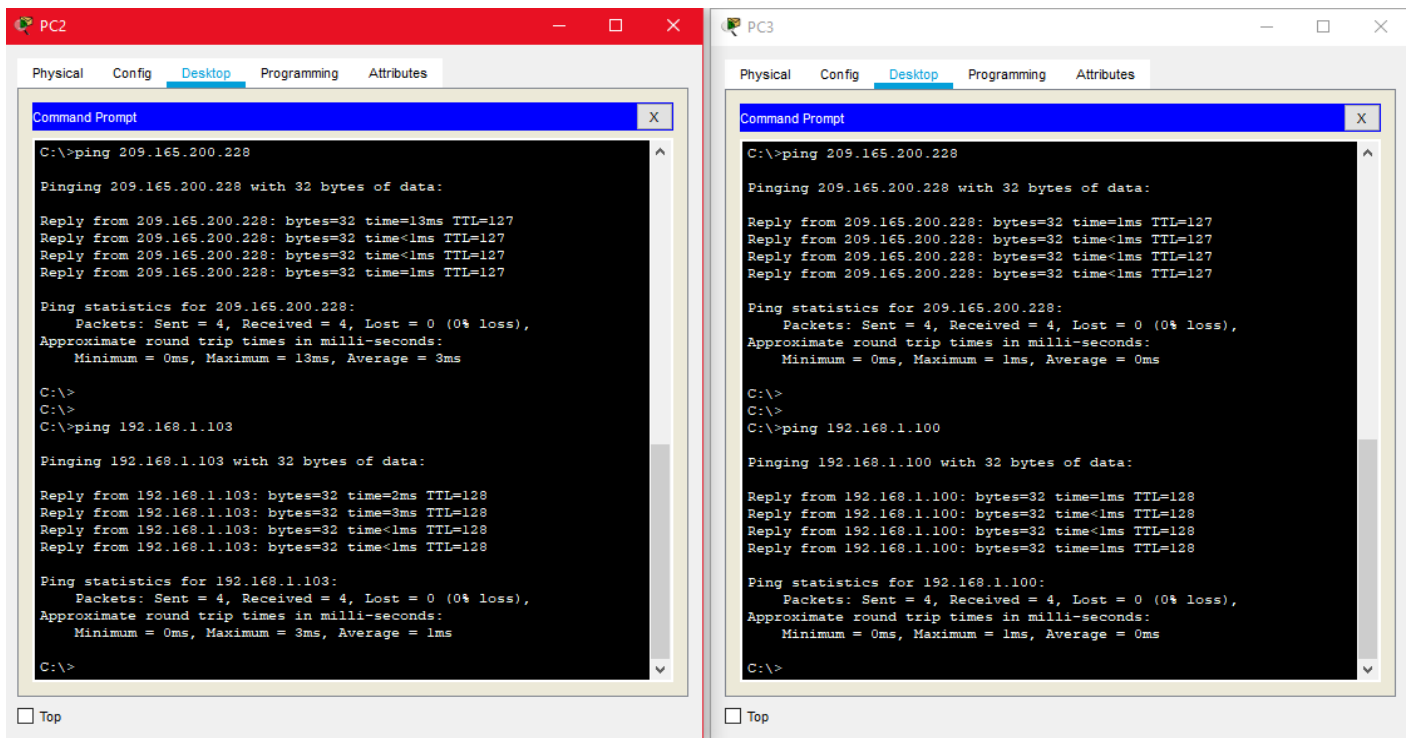 PC2
Physical Config Desktop Programming Attributes
Command Prompt X
C:\>ping 209.165.200.228
Pinging 209.165.200.228 with 32 bytes of data:
Reply from 209.165.200.228: bytes=32 time=13ms TTL=127
Reply from 209.165.200.228: bytes=32 time<1ms TTL=127
Reply from 209.165.200.228: bytes=32 time<1ms TTL=127
Reply from 209.165.200.228: bytes=32 time=1ms TTL=127
Ping statistics for 209.165.200.228:
Packets: Sent = 4, Received = 4, Lost = 0 (0% loss),
Approximate round trip times in milli-seconds:
Minimum = 0ms, Maximum = 13ms, Average = 3ms
C:\>
C:\>
C:\>ping 192.168.1.103
Pinging 192.168.1.103 with 32 bytes of data:
Reply from 192.168.1.103: bytes=32 time=2ms TTL=128
Reply from 192.168.1.103: bytes=32 time=3ms TTL=128
Reply from 192.168.1.103: bytes=32 time<1ms TTL=128
Reply from 192.168.1.103: bytes=32 time<1ms TTL=128
Ping statistics for 192.168.1.103:
Packets: Sent = 4, Received = 4, Lost = 0 (0% loss),
Approximate round trip times in milli-seconds:
Minimum = 0ms, Maximum = 3ms, Average = 1ms
C:\>
Top
PC3
Physical Config Desktop Programming Attributes
Command Prompt X
C:\>ping 209.165.200.228
Pinging 209.165.200.228 with 32 bytes of data:
Reply from 209.165.200.228: bytes=32 time=1ms TTL=127
Reply from 209.165.200.228: bytes=32 time<1ms TTL=127
Reply from 209.165.200.228: bytes=32 time<1ms TTL=127
Reply from 209.165.200.228: bytes=32 time<1ms TTL=127
Ping statistics for 209.165.200.228:
Packets: Sent = 4, Received = 4, Lost = 0 (0% loss),
Approximate round trip times in milli-seconds:
Minimum = 0ms, Maximum = 1ms, Average = 0ms
C:\>
C:\>
C:\>ping 192.168.1.100
Pinging 192.168.1.100 with 32 bytes of data:
Reply from 192.168.1.100: bytes=32 time=1ms TTL=128
Reply from 192.168.1.100: bytes=32 time<1ms TTL=128
Reply from 192.168.1.100: bytes=32 time<1ms TTL=128
Reply from 192.168.1.100: bytes=32 time=1ms TTL=128
Ping statistics for 192.168.1.100:
Packets: Sent = 4, Received = 4, Lost = 0 (0% loss),
Approximate round trip times in milli-seconds:
Minimum = 0ms, Maximum = 1ms, Average = 0ms
C:\>
Top